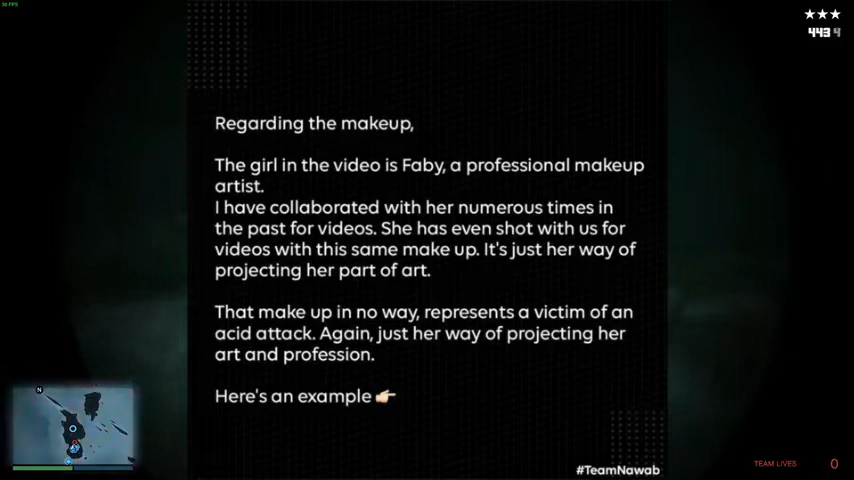 36 FPS
443 4
Regarding the makeup,
The girl in the video is Faby, a professional makeup
artist.
I have collaborated with her numerous times in
the past for videos. She has even shot with us for
videos with this same make up. It's just her way of
projecting her part of art.
That make up in no way, represents a victim of an
acid attack. Again, just her way of projecting her
art and profession.
Here's an example
N
#TeamNawab
TEAM LIVES 0